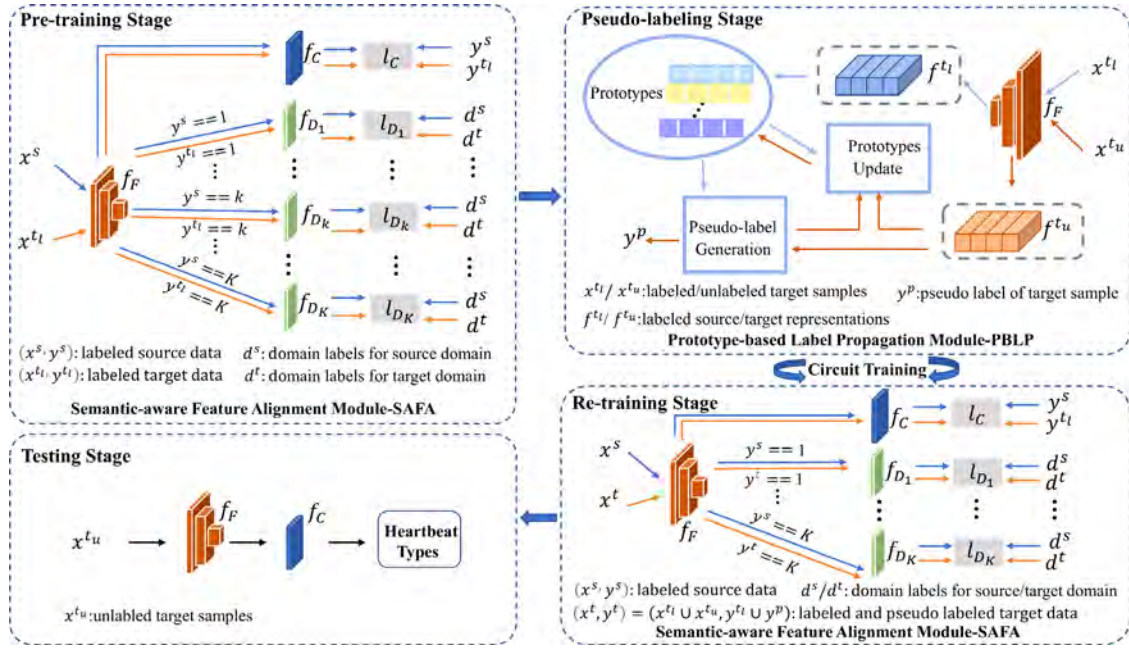 Pre-training Stage
f_C
l_C
y^s
y^{t_l}
y^s == 1
y^{t_l} == 1
f_{D_1}
l_{D_1}
d^s
d^t
x^s
f_F
x^{t_l}
y^s == k
y^{t_l} == k
f_{D_k}
l_{D_k}
d^s
d^t
y^s == K
y^{t_l} == K
f_{D_K}
l_{D_K}
d^s
d^t
(x^s, y^s): labeled source data
d^s: domain labels for source domain
(x^{t_l}, y^{t_l}): labeled target data
d^t: domain labels for target domain
Semantic-aware Feature Alignment Module-SAFA
Pseudo-labeling Stage
Prototypes
f^{t_l}
x^{t_l}
f_F
x^{t_u}
Prototypes
Update
y^p
Pseudo-label
Generation
f^{t_u}
x^{t_l}/ x^{t_u}:labeled/unlabeled target samples
y^p:pseudo label of target sample
f^{t_l}/ f^{t_u}:labeled source/target representations
Prototype-based Label Propagation Module-PBLP
Circuit Training
Re-training Stage
f_C
l_C
y^s
y^{t_l}
x^s
x^t
f_F
y^s == 1
y^t == 1
f_{D_1}
l_{D_1}
d^s
d^t
y^s == K
y^t == K
f_{D_K}
l_{D_K}
d^s
d^t
(x^s, y^s): labeled source data
d^s/d^t: domain labels for source/target domain
(x^t, y^t) = (x^{t_l} ∪ x^{t_u}, y^{t_l} ∪ y^p): labeled and pseudo labeled target data
Semantic-aware Feature Alignment Module-SAFA
Testing Stage
x^{t_u}
f_F
f_C
Heartbeat
Types
x^{t_u}:unlabled target samples